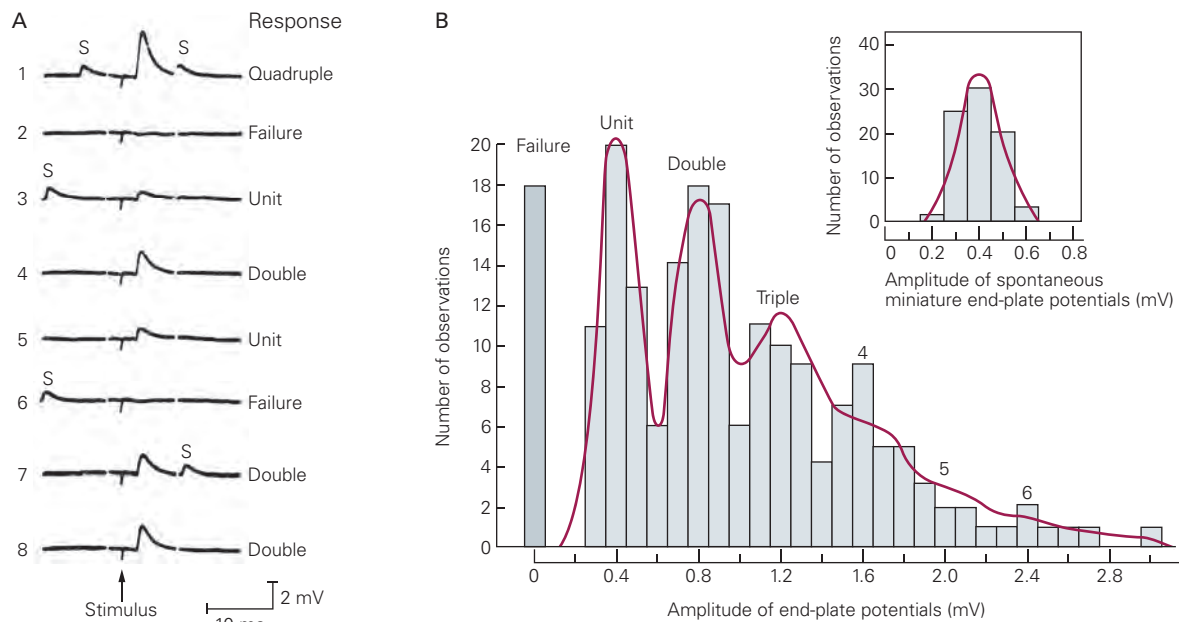 A
Response
S
S
1
Quadruple
2
Failure
S
3
Unit
4
Double
5
Unit
S
6
Failure
S
7
Double
8
Double
Stimulus
2 mV
10 ms
B
Number of observations
20
18
16
14
12
10
8
6
4
2
0
Failure
Unit
Double
Triple
4
5
6
0
0.4
0.8
1.2
1.6
2.0
2.4
2.8
Amplitude of end-plate potentials (mV)
Number of observations
40
30
20
10
0
0
0.2
0.4
0.6
0.8
Amplitude of spontaneous
miniature end-plate potentials (mV)